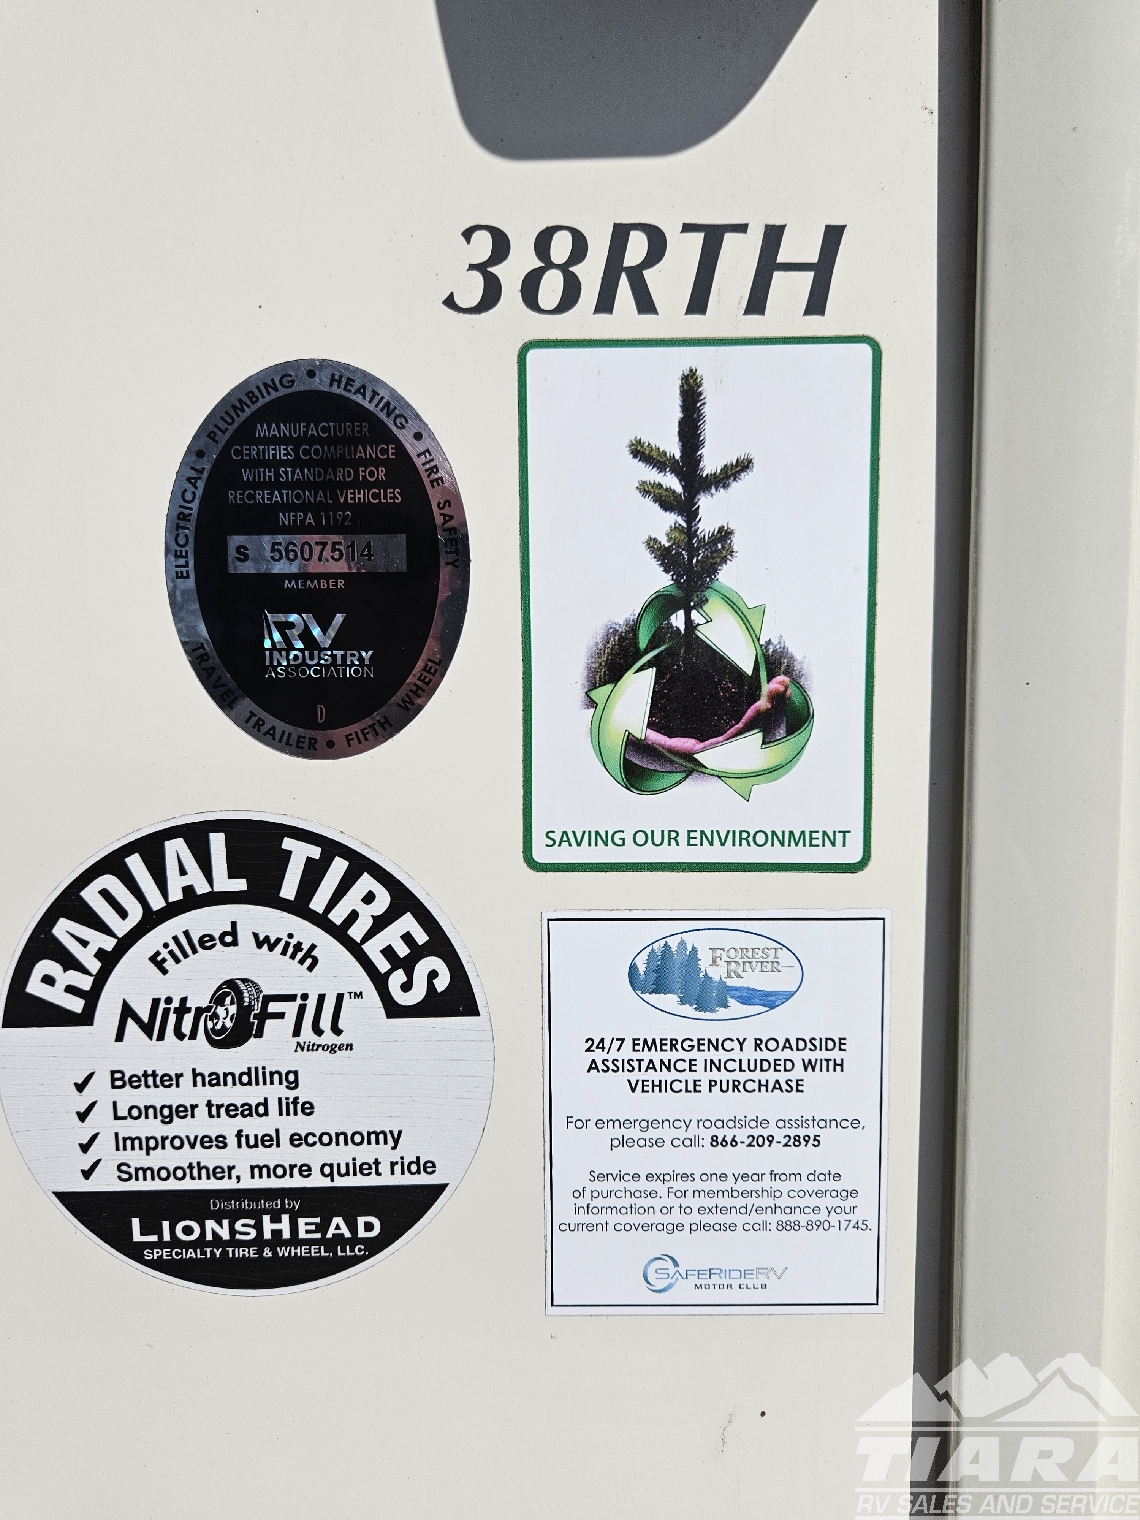 38RTH
ELECTRICAL • PLUMBING • HEATING • FIRE SAFETY
MANUFACTURER
CERTIFIES COMPLIANCE
WITH STANDARD FOR
RECREATIONAL VEHICLES
NFPA 1192
S 5607514
MEMBER
RV
INDUSTRY
ASSOCIATION
D
TRAVEL TRAILER • FIFTH WHEEL
SAVING OUR ENVIRONMENT
RADIAL TIRES
Filled with
NitroFill™
Nitrogen
✓ Better handling
✓ Longer tread life
✓ Improves fuel economy
✓ Smoother, more quiet ride
Distributed by
LIONSHEAD
SPECIALTY TIRE & WHEEL, LLC.
FOREST
RIVER
24/7 EMERGENCY ROADSIDE
ASSISTANCE INCLUDED WITH
VEHICLE PURCHASE
For emergency roadside assistance,
please call: 866-209-2895
Service expires one year from date
of purchase. For membership coverage
information or to extend/enhance your
current coverage please call: 888-890-1745.
SAFERIDERV
MOTOR CLUB
TIARA
RV SALES AND SERVICE